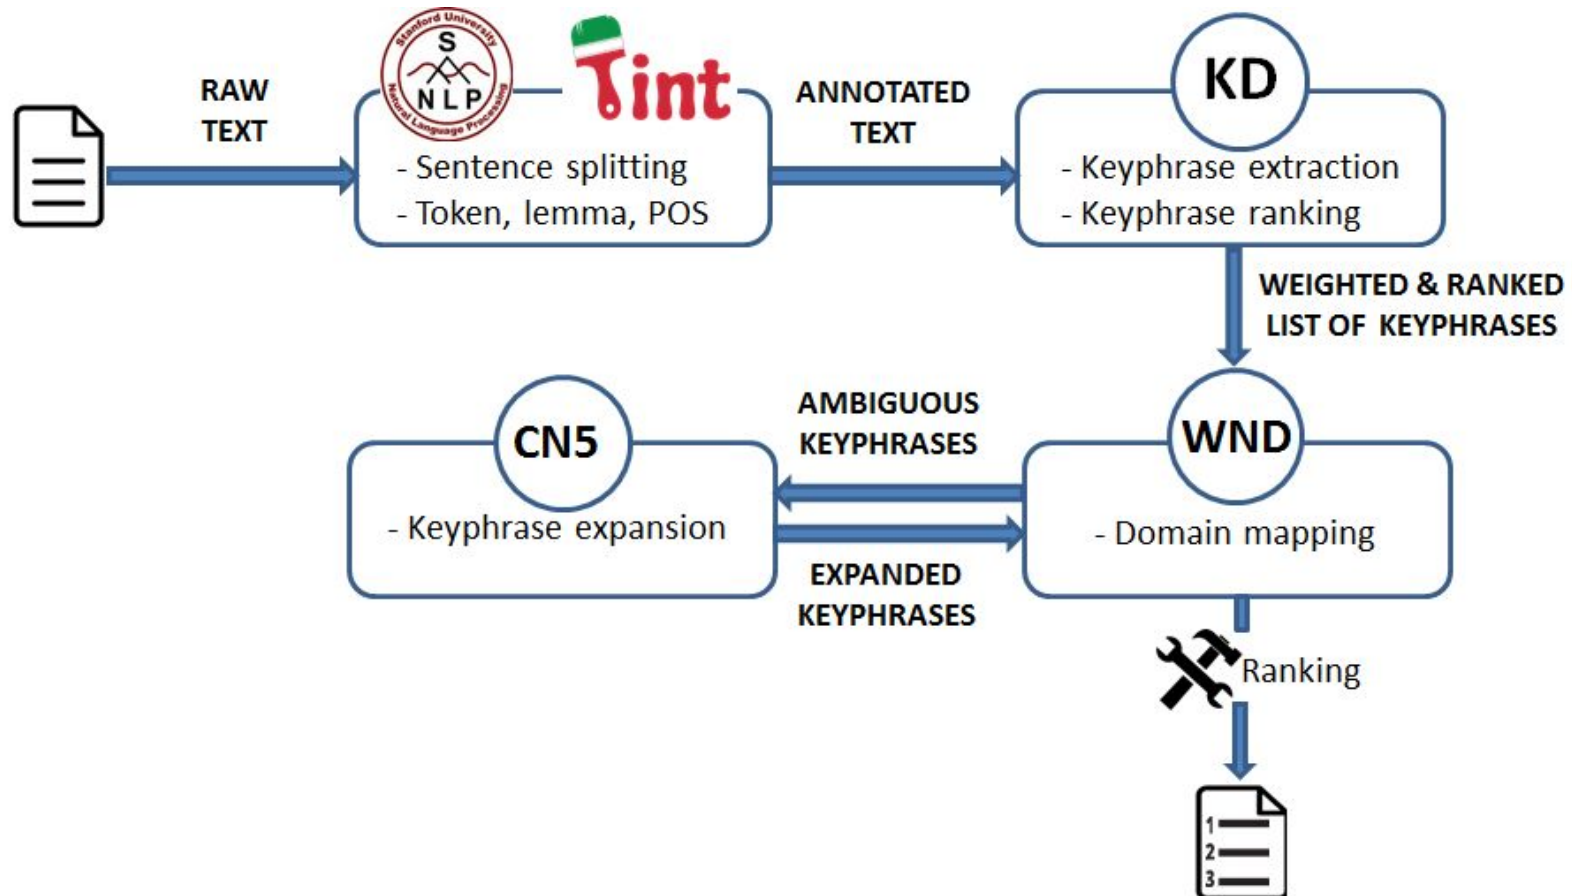 RAW
TEXT
Stanford University
S
NLP
Natural Language Processing
Tint
- Sentence splitting
- Token, lemma, POS
ANNOTATED
TEXT
KD
- Keyphrase extraction
- Keyphrase ranking
WEIGHTED & RANKED
LIST OF KEYPHRASES
CN5
- Keyphrase expansion
AMBIGUOUS
KEYPHRASES
EXPANDED
KEYPHRASES
WND
- Domain mapping
Ranking
1
2
3